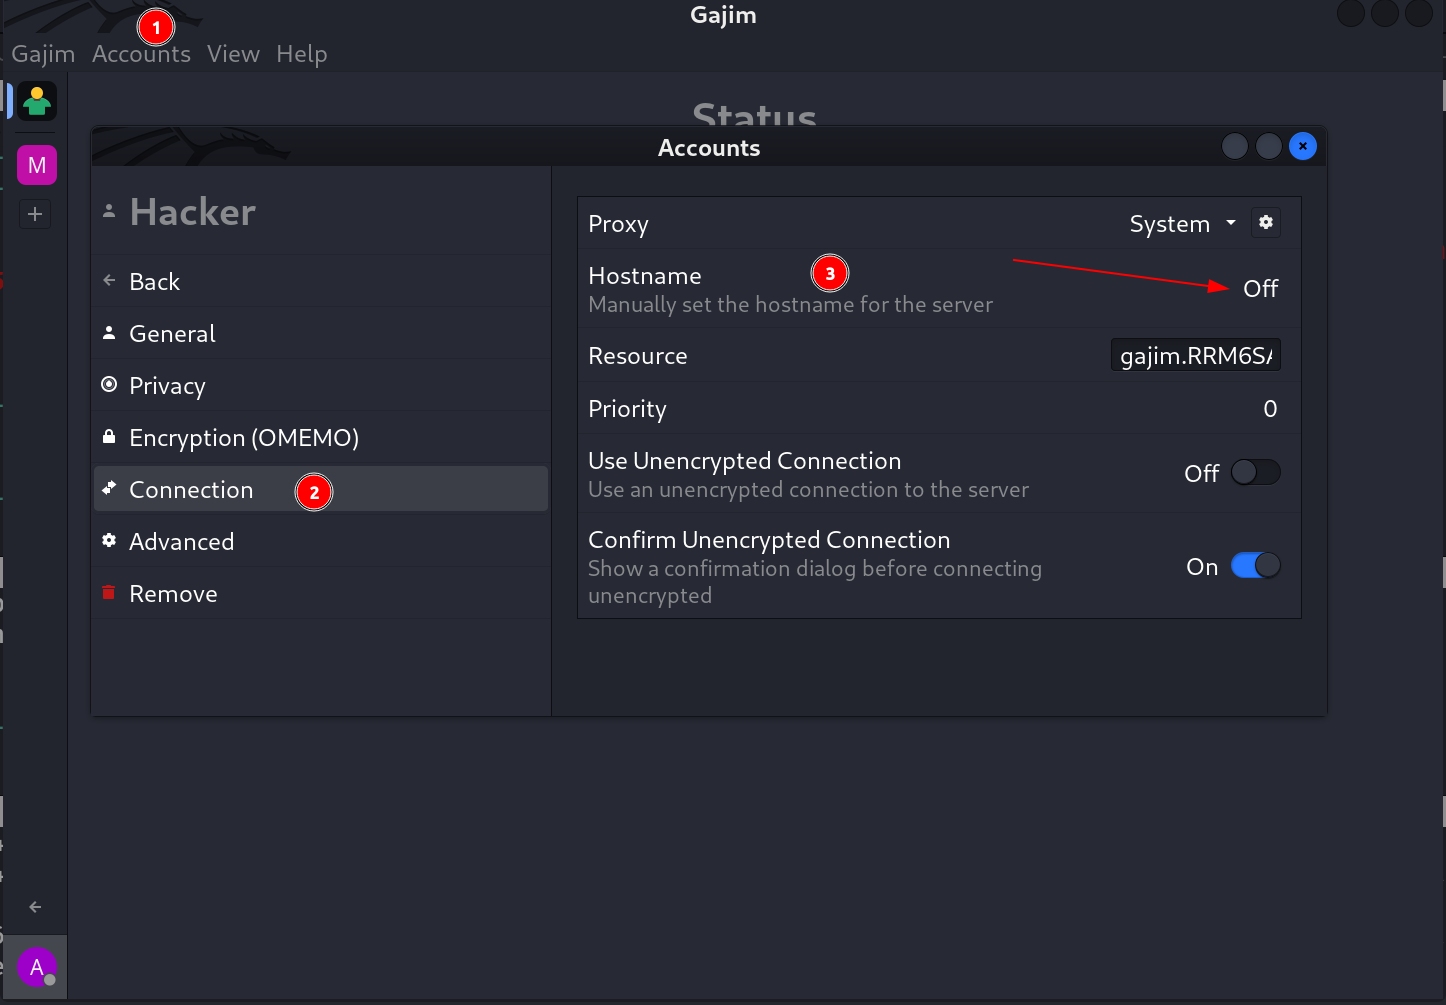 Gajim
1
Gajim Accounts View Help
Status
M
Accounts
Hacker
Back
General
Privacy
Encryption (OMEMO)
Connection 2
Advanced
Remove
Proxy System
Hostname 3
Manually set the hostname for the server Off
Resource gajim.RRM6S
Priority 0
Use Unencrypted Connection
Use an unencrypted connection to the server Off
Confirm Unencrypted Connection
Show a confirmation dialog before connecting On
unencrypted
A